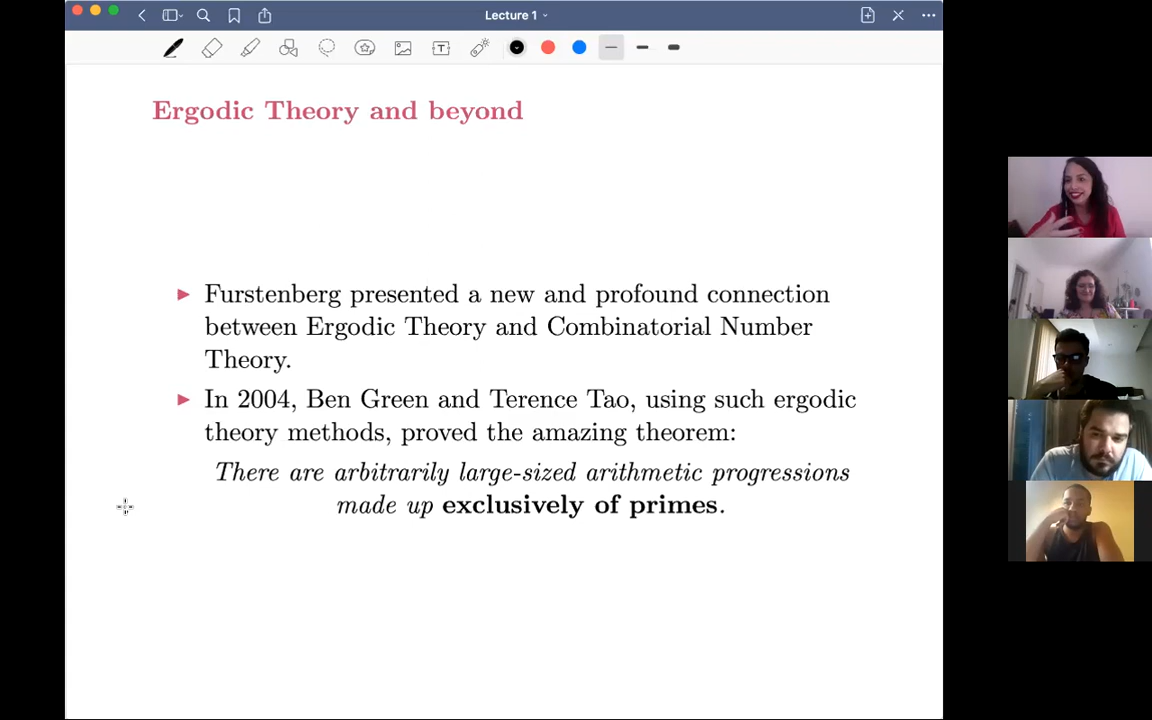 Lecture 1
T
Ergodic Theory and beyond
Furstenberg presented a new and profound connection
between Ergodic Theory and Combinatorial Number
Theory.
In 2004, Ben Green and Terence Tao, using such ergodic
theory methods, proved the amazing theorem:
There are arbitrarily large-sized arithmetic progressions
made up exclusively of primes.